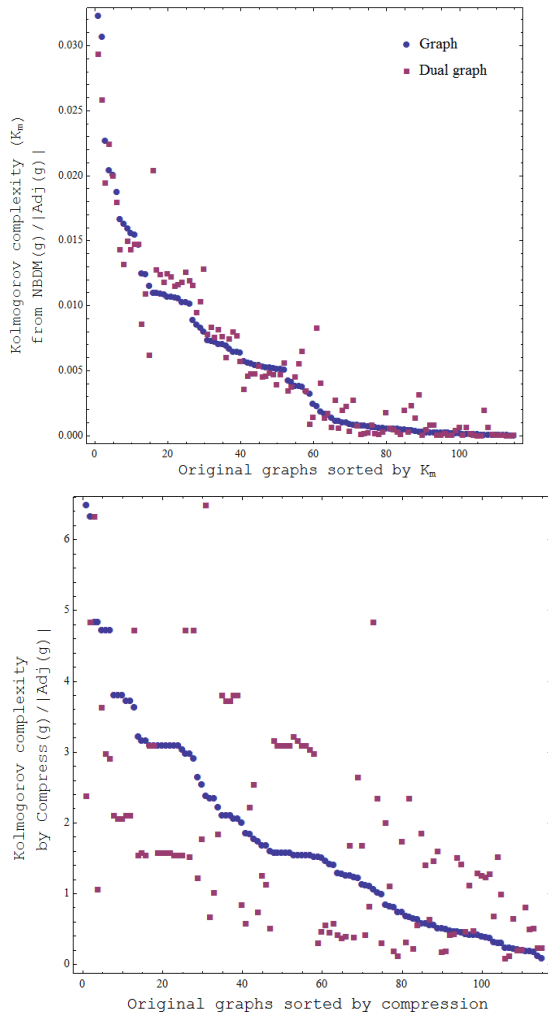 0.030
0.025
0.020
0.015
0.010
0.005
0.000
Kolmogorov complexity (Km)
from NBDM(g)/|Adj(g)|
Graph
Dual graph
0 20 40 60 80 100
Original graphs sorted by Km
6
5
4
3
2
1
0
Kolmogorov complexity
by Compress(g)/|Adj(g)|
0 20 40 60 80 100
Original graphs sorted by compression